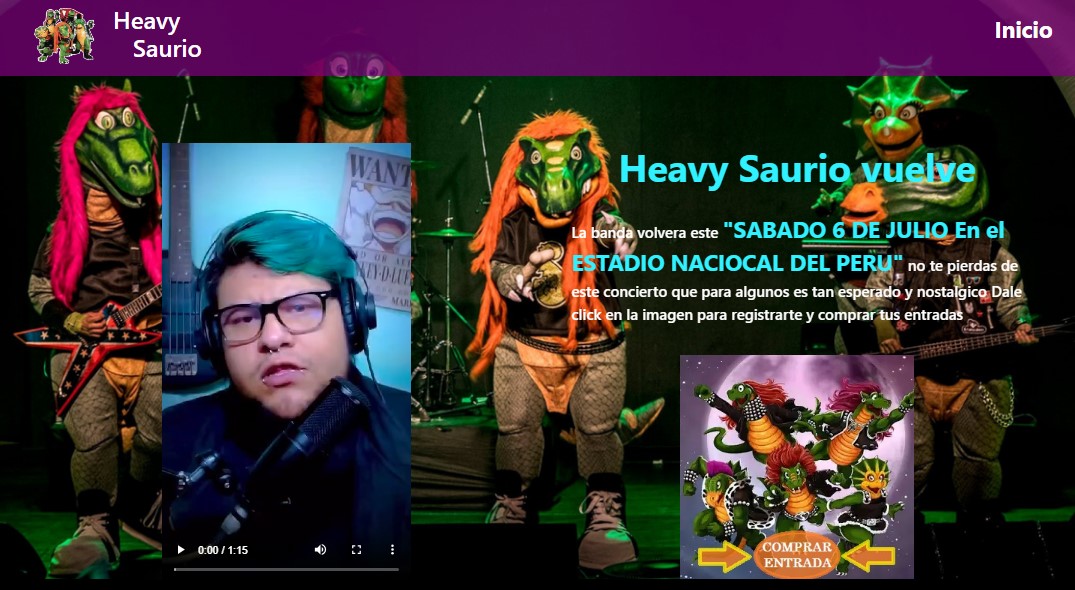 Heavy
Saurio
Inicio
WANT
Heavy Saurio vuelve
La banda volvera este "SABADO 6 DE JULIO En el
ESTADIO NACIOCAL DEL PERU" no te pierdas de
este concierto que para algunos es tan esperado y nostalgico Dale
click en la imagen para registrarte y comprar tus entradas
0:00 / 1:15
COMPRAR
ENTRADA